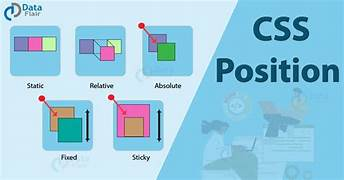 Data
Flair
Static
Relative
Absolute
Fixed
Sticky
CSS
Position